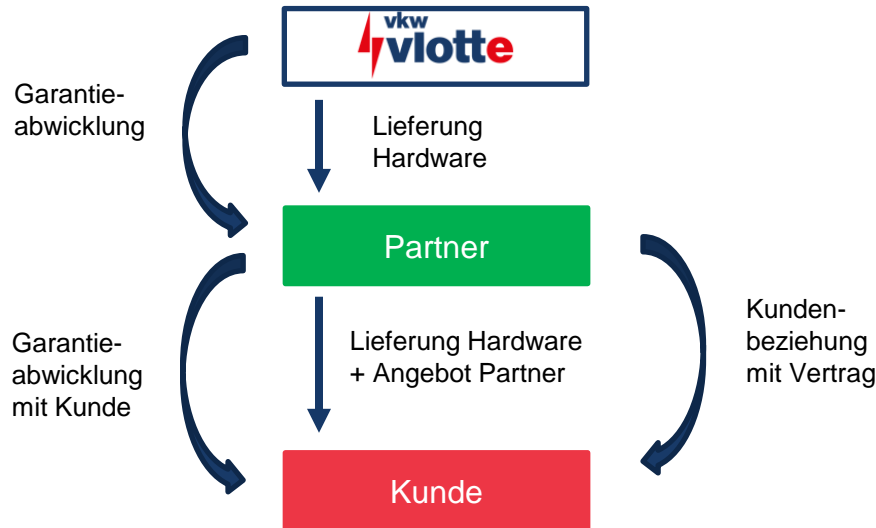 vkw
vlotte
Garantie-
abwicklung
Lieferung
Hardware
Partner
Garantie-
abwicklung
mit Kunde
Lieferung Hardware
+ Angebot Partner
Kunden-
beziehung
mit Vertrag
Kunde